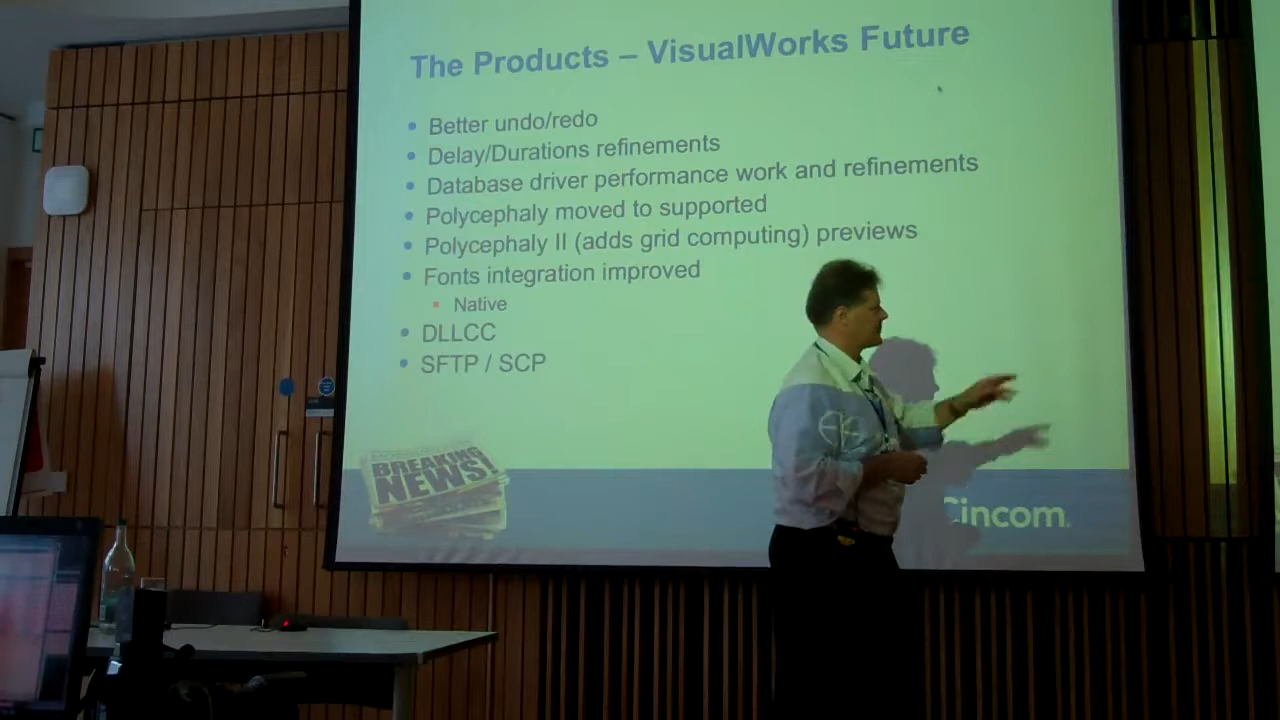 The Products – VisualWorks Future
Better undo/redo
Delay/Durations refinements
Database driver performance work and refinements
Polycephaly moved to supported
Polycephaly II (adds grid computing) previews
Fonts integration improved
Native
DLLCC
SFTP / SCP
BREAKING
NEWS!
Cincom